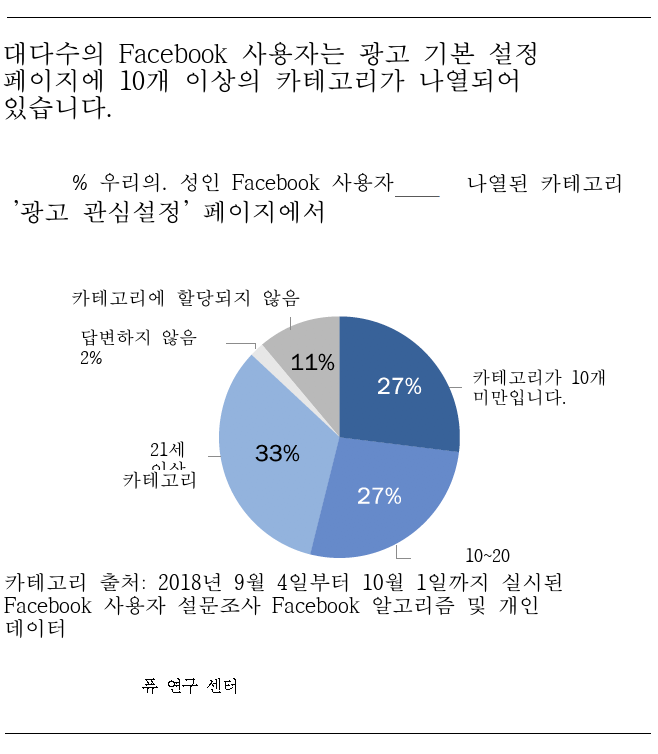 대다수의 Facebook 사용자는 광고 기본 설정
페이지에 10개 이상의 카테고리가 나열되어
있습니다.
% 우리의. 성인 Facebook 사용자____ 나열된 카테고리
'광고 관심설정' 페이지에서
카테고리에 할당되지 않음
답변하지 않음
2%
11%
27%
카테고리가 10개
미만입니다.
21세
이상
카테고리
33%
27%
10~20
카테고리 출처: 2018년 9월 4일부터 10월 1일까지 실시된
Facebook 사용자 설문조사 Facebook 알고리즘 및 개인
데이터
퓨 연구 센터